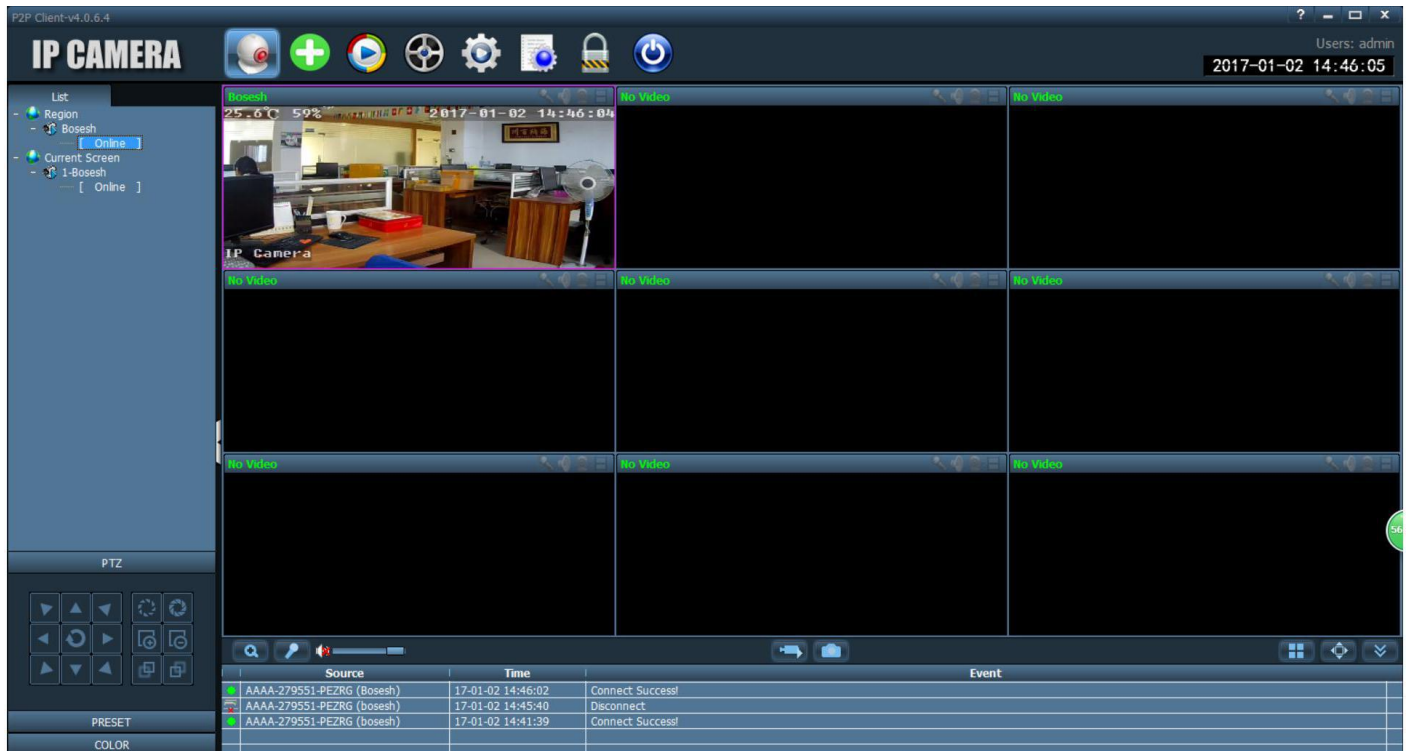 P2P Client-v4.0.6.4
IP CAMERA
Users: admin
2017-01-02 14:46:05
List
Region
Bosesh
[ Online ]
Current Screen
1-Bosesh
[ Online ]
Bosesh
25.6℃ 59% 2017-01-02 14:46:04
IP Camera
No Video
No Video
No Video
No Video
No Video
No Video
No Video
No Video
56
PTZ
PRESET
COLOR
Source Time Event
AAAA-279551-PEZRG (Bosesh) 17-01-02 14:46:02 Connect Success!
AAAA-279551-PEZRG (bosesh) 17-01-02 14:45:40 Disconnect
AAAA-279551-PEZRG (bosesh) 17-01-02 14:41:39 Connect Success!